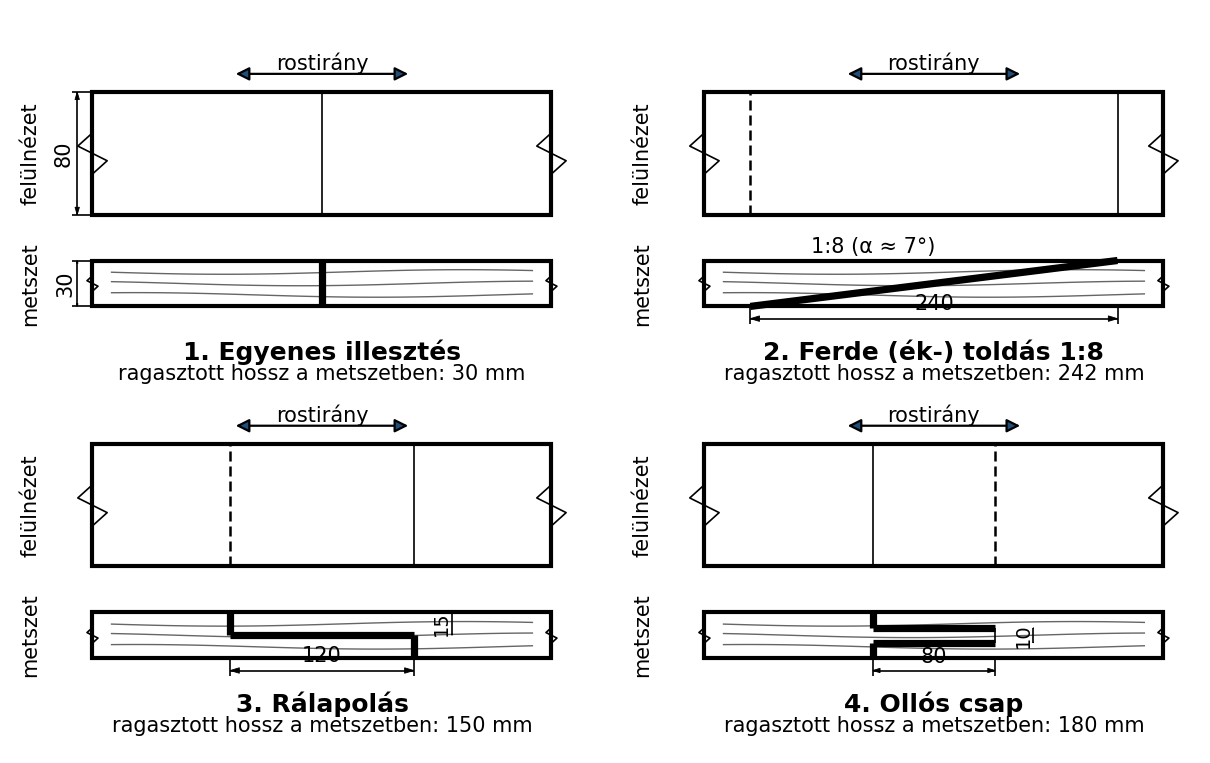 rostirány
felülnézet
80
metszet
30
1. Egyenes illesztés
ragasztott hossz a metszetben: 30 mm
rostirány
felülnézet
1:8 (α ≈ 7°)
metszet
240
2. Ferde (ék-) toldás 1:8
ragasztott hossz a metszetben: 242 mm
rostirány
felülnézet
metszet
15
120
3. Rálapolás
ragasztott hossz a metszetben: 150 mm
rostirány
felülnézet
metszet
10
80
4. Ollós csap
ragasztott hossz a metszetben: 180 mm